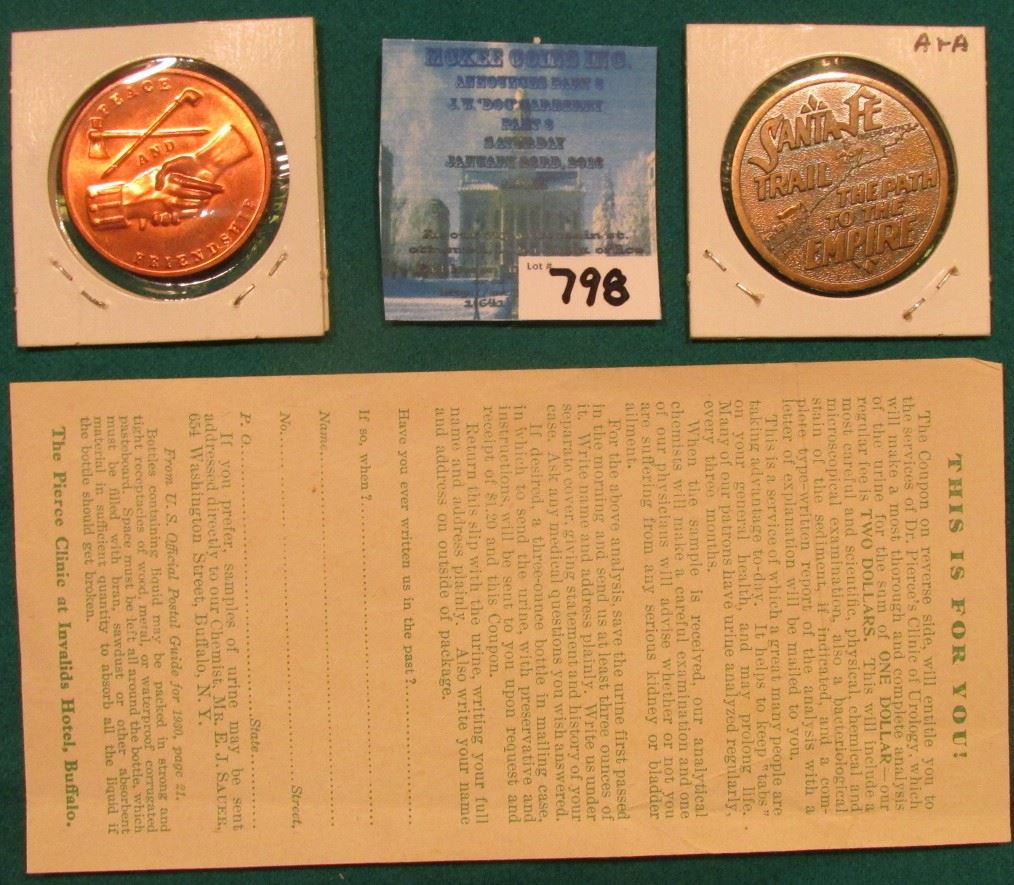 PEACE
AND
FRIENDSHIP
MCKEE COINS INC.
ANNOUNCES PART 3
J.V. "DOC" CARBERRY
PART 3
SATURDAY
JANUARY 23RD, 2016
Lot #
798
A+A
SANTA FE
TRAIL
THE PATH
TO THE
EMPIRE
THIS IS FOR YOU!
The Coupon on reverse side, will entitle you to
the services of Dr. Pierce's Clinic of Urology, which
will make a most thorough and complete analysis
of the urine for the sum of ONE DOLLAR—our
regular fee is TWO DOLLARS. This will include a
most careful and scientific, physical, chemical and
microscopical examination, also a bacteriological
stain of the sediment, if indicated, and a com-
plete type-written report of the analysis with a
letter of explanation will be mailed to you.
This is a service of which a great many people are
taking advantage to-day. It helps to keep "tabs"
on your general health, and may prolong life.
Many of our patrons have urine analyzed regularly,
every three months.
When the sample is received, our analytical
chemists will make a careful examination and one
of our physicians will advise whether or not you
are suffering from any serious kidney or bladder
ailment.
For the above analysis, save the urine first passed
in the morning and send us at least three ounces of
it. Write name and address plainly. Write us under
separate cover, giving statement and history of your
case. Ask any medical questions you wish answered.
If desired, a three-ounce bottle in mailing case,
in which to send the urine, with preservative and
instructions, will be sent to you upon request and
receipt of $1.20 and this Coupon.
Return this slip with the urine, writing your full
name and address plainly. Also write your name
and address on outside of package.
Have you ever written us in the past?
If so, when?
Name
No. Street,
P. O. State
If you prefer, samples of urine may be sent
addressed directly to our Chemist, MR. E. J. SAUER,
654 Washington Street, Buffalo, N. Y.
From U. S. Official Postal Guide for 1930, page 21.
Bottles containing liquid may be packed in strong and
tight receptacles of wood, metal, or waterproof corrugated
pasteboard. Space must be left all around the bottle, which
must be filled with bran, sawdust or other absorbent
material in sufficient quantity to absorb all the liquid if
the bottle should get broken.
The Pierce Clinic at Invalids Hotel, Buffalo.